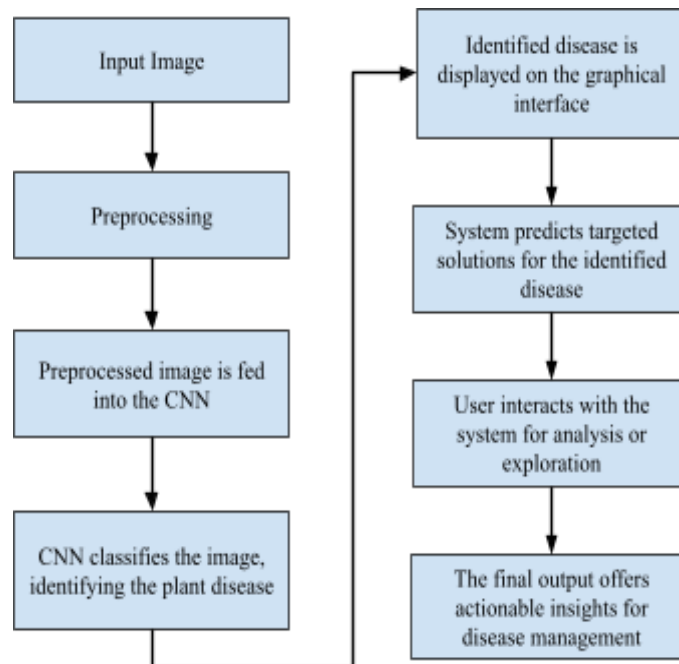 Input Image
Preprocessing
Preprocessed image is fed
into the CNN
CNN classifies the image,
identifying the plant disease
Identified disease is
displayed on the graphical
interface
System predicts targeted
solutions for the identified
disease
User interacts with the
system for analysis or
exploration
The final output offers
actionable insights for
disease management